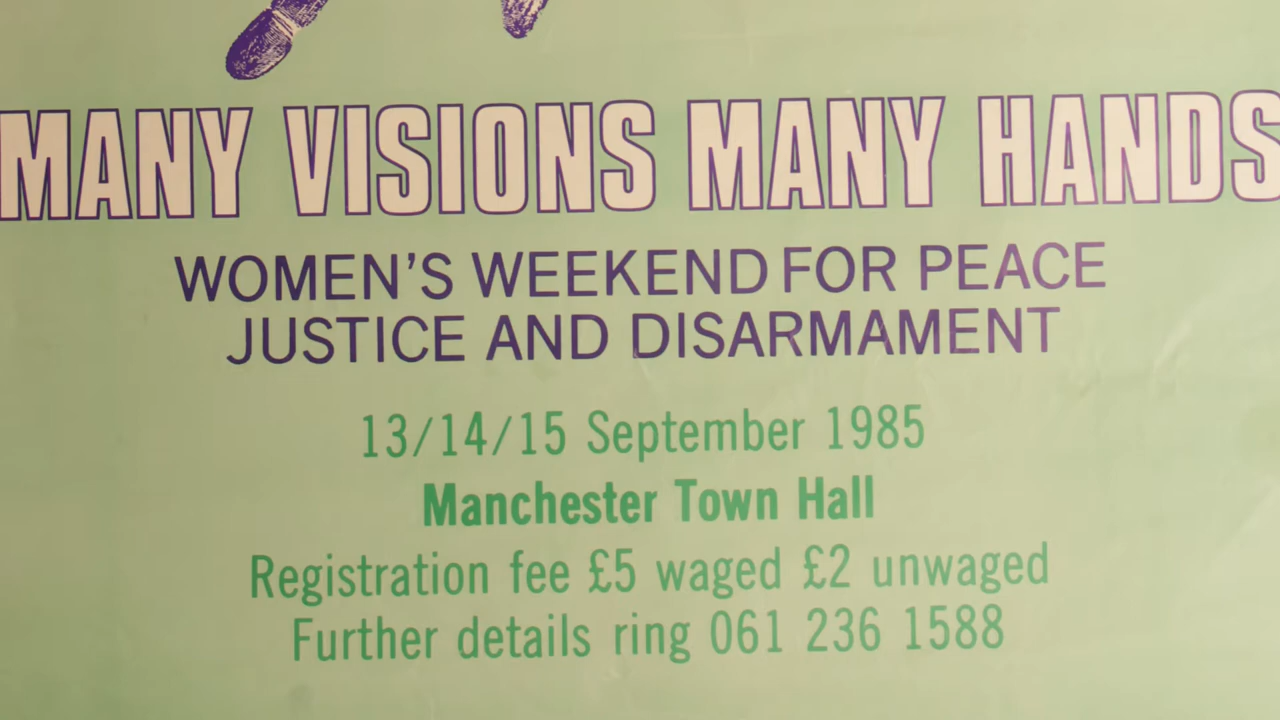 MANY VISIONS MANY HANDS
WOMEN'S WEEKEND FOR PEACE
JUSTICE AND DISARMAMENT
13/14/15 September 1985
Manchester Town Hall
Registration fee £5 waged £2 unwaged
Further details ring 061 236 1588